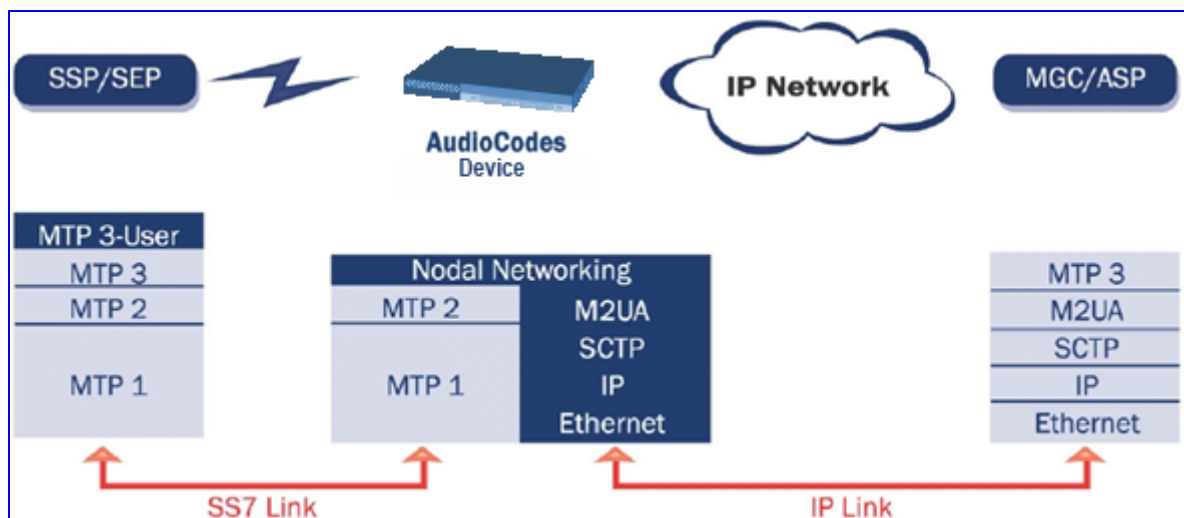 SSP/SEP
AudioCodes
Device
IP Network
MGC/ASP
MTP 3-User
MTP 3
MTP 2
MTP 1
Nodal Networking
MTP 2
MTP 1
M2UA
SCTP
IP
Ethernet
MTP 3
M2UA
SCTP
IP
Ethernet
SS7 Link
IP Link